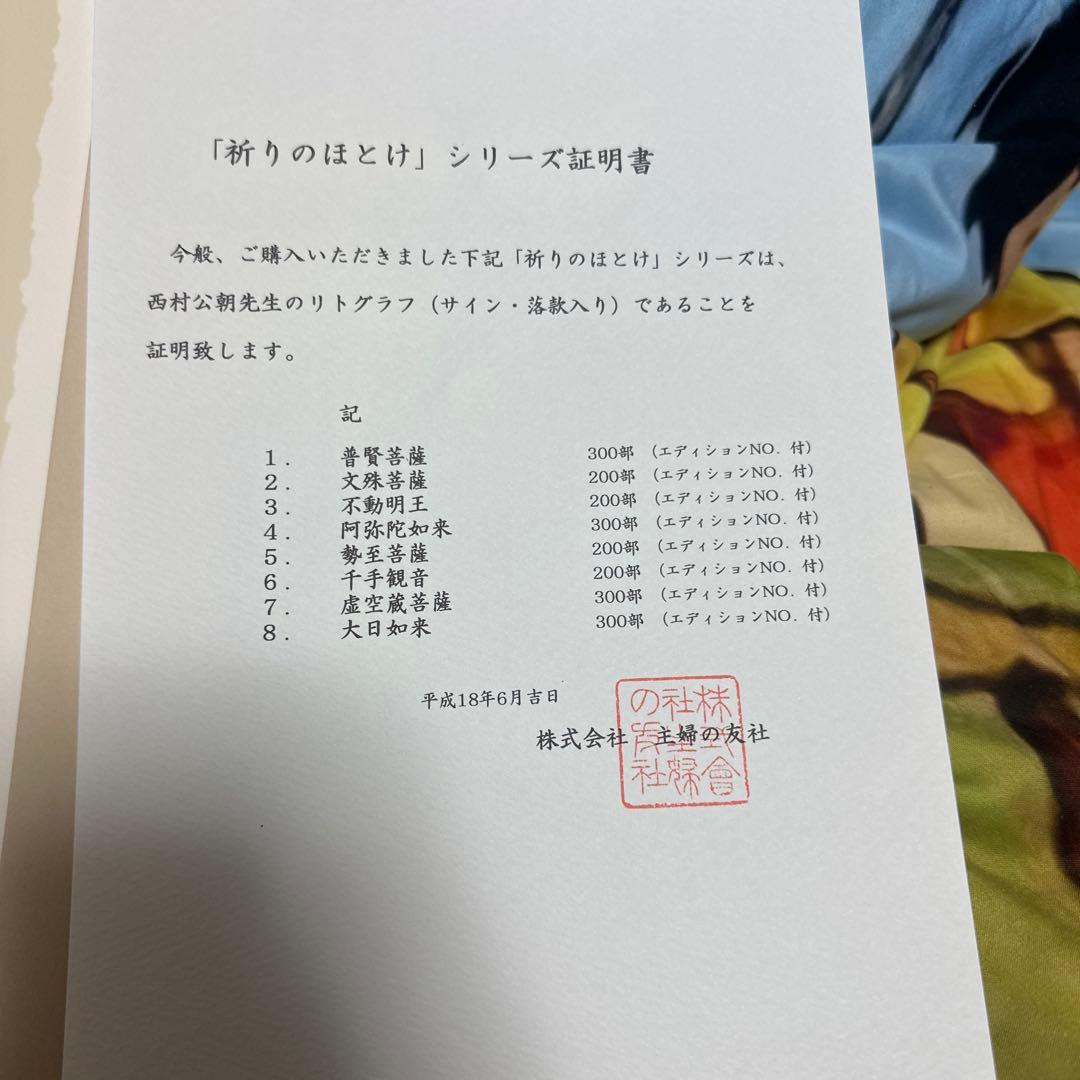 「祈りのほとけ」シリーズ証明書
今般、ご購入いただきました下記「祈りのほとけ」シリーズは、
西村公朝先生のリトグラフ（サイン・落款入り）であることを
証明致します。
記
１． 普賢菩薩 300部 （エディションNO．付）
２． 文殊菩薩 200部 （エディションNO．付）
３． 不動明王 200部 （エディションNO．付）
４． 阿弥陀如来 300部 （エディションNO．付）
５． 勢至菩薩 200部 （エディションNO．付）
６． 千手観音 200部 （エディションNO．付）
７． 虚空蔵菩薩 300部 （エディションNO．付）
８． 大日如来 300部 （エディションNO．付）
平成18年6月吉日
株式会社 主婦の友社
株式會
社主婦
の友社